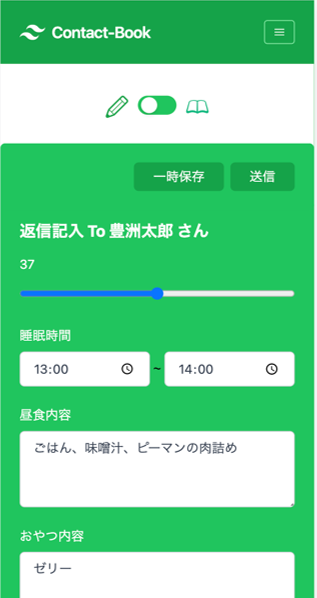 Contact-Book
一時保存 送信
返信記入 To 豊洲太郎 さん
37
睡眠時間
13:00 ~ 14:00
昼食内容
ごはん、味噌汁、ピーマンの肉詰め
おやつ内容
ゼリー